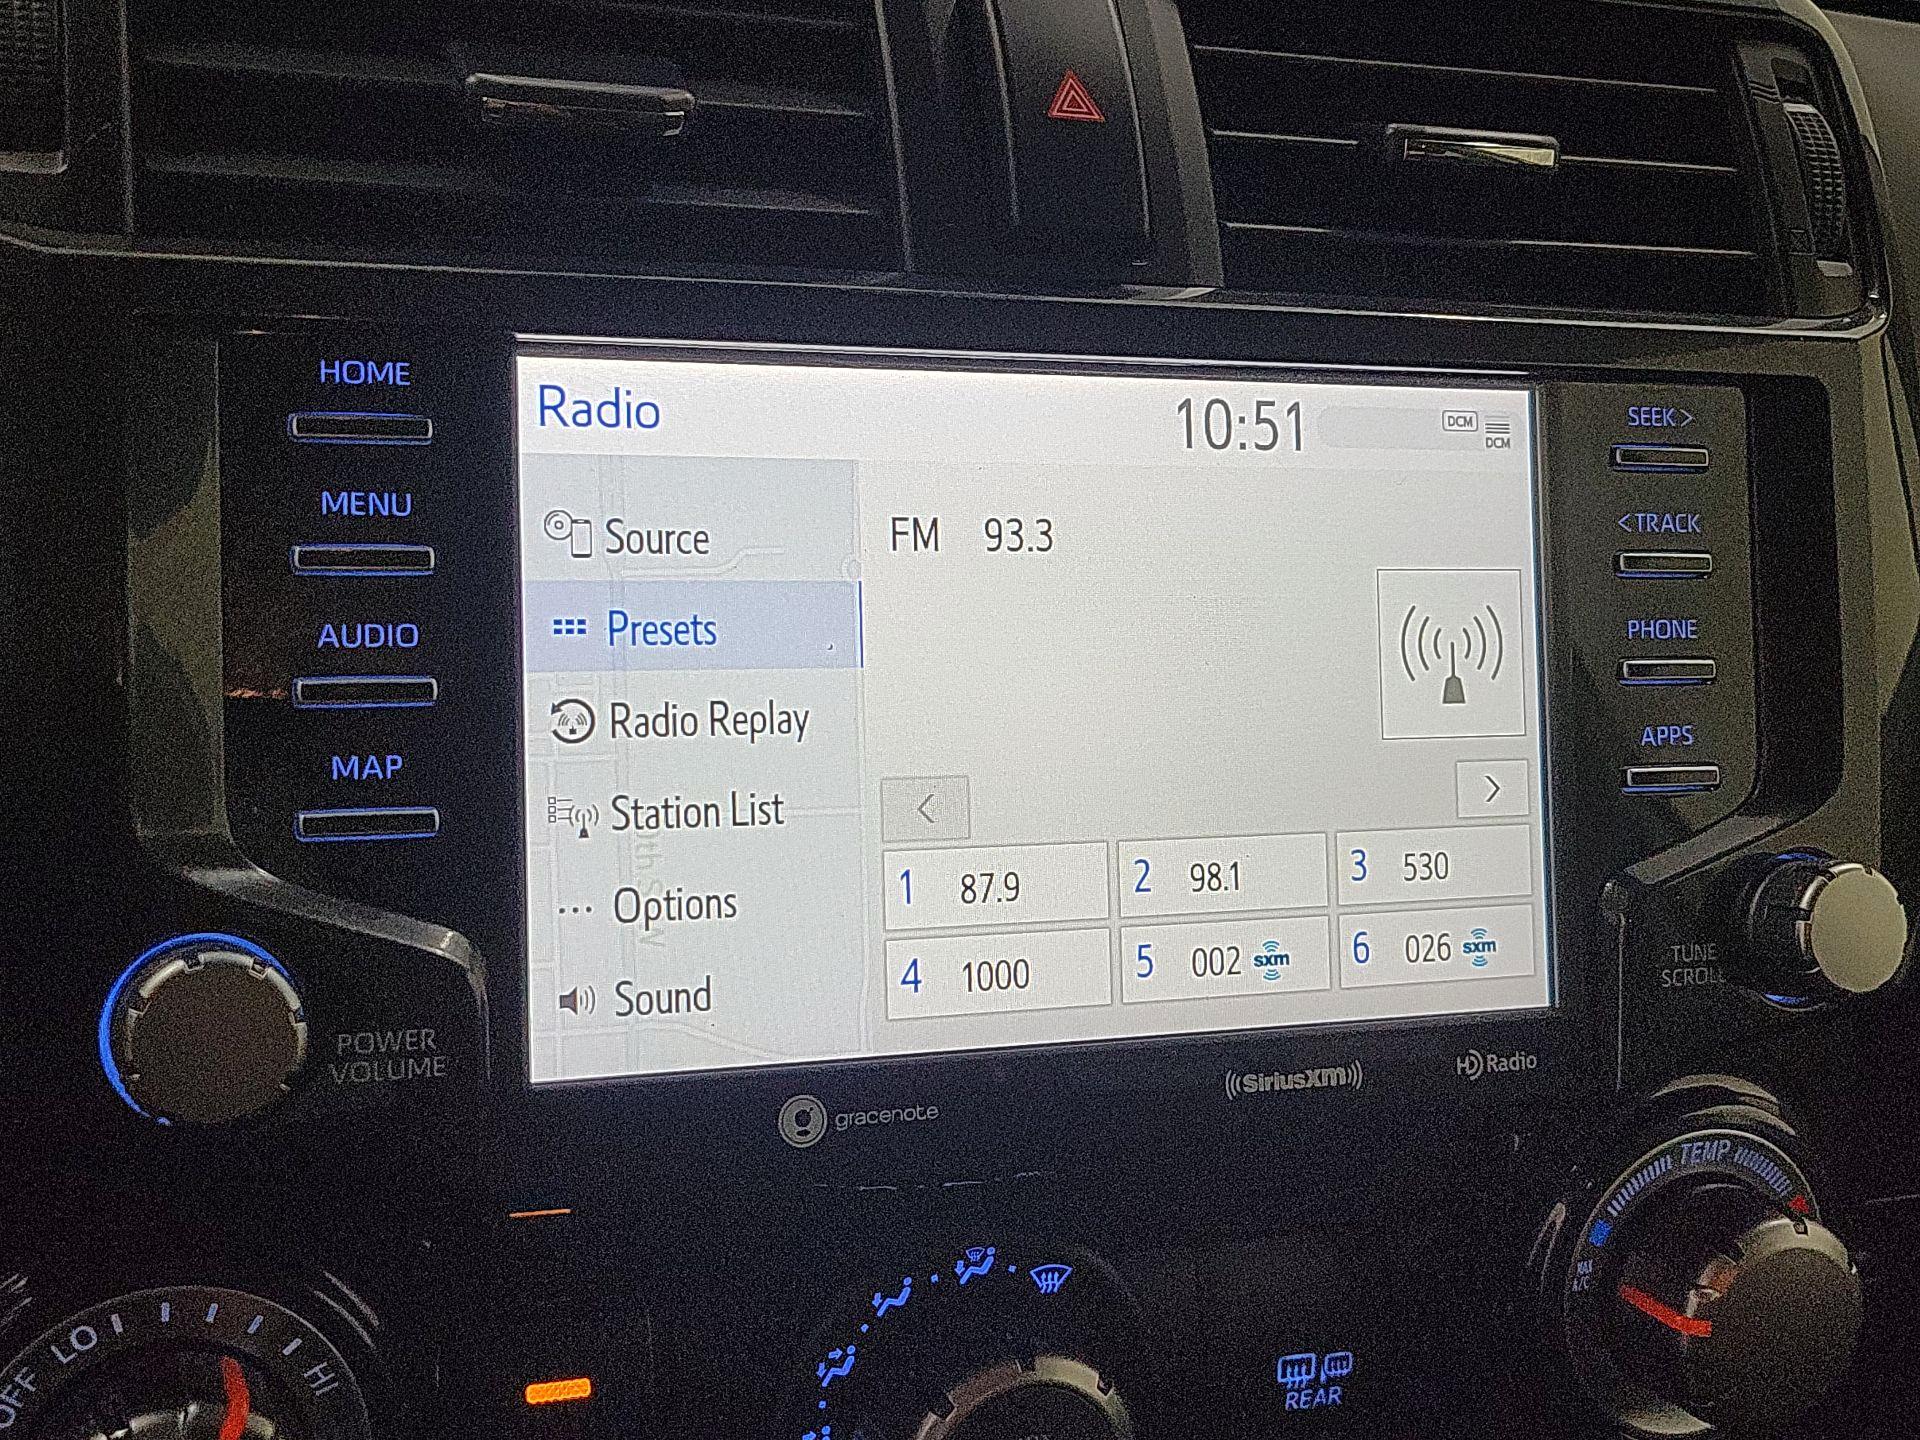 HOME
MENU
AUDIO
MAP
POWER
VOLUME
Radio
10:51
DCM
DCM
Source
Presets
Radio Replay
Station List
Options
Sound
FM 93.3
<
>
1 87.9
2 98.1
3 530
4 1000
5 002 sxm
6 026 sxm
SEEK >
< TRACK
PHONE
APPS
TUNE
SCROLL
gracenote
((SiriusXM))
HD Radio
TEMP
MAX
A/C
OFF LO HI
REAR